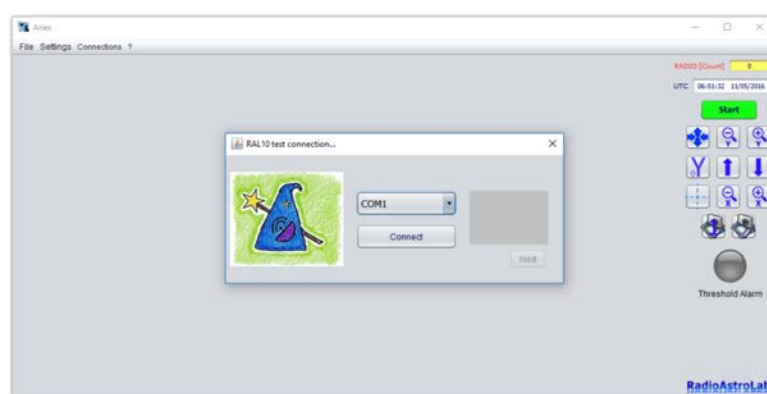 Aries
File Settings Connections ?
RADIO [Count] 0
UTC 06:51:32 11/05/2016
Start
RAL10 test connection...
COM1
Connect
Next
Threshold Alarm
RadioAstroLab